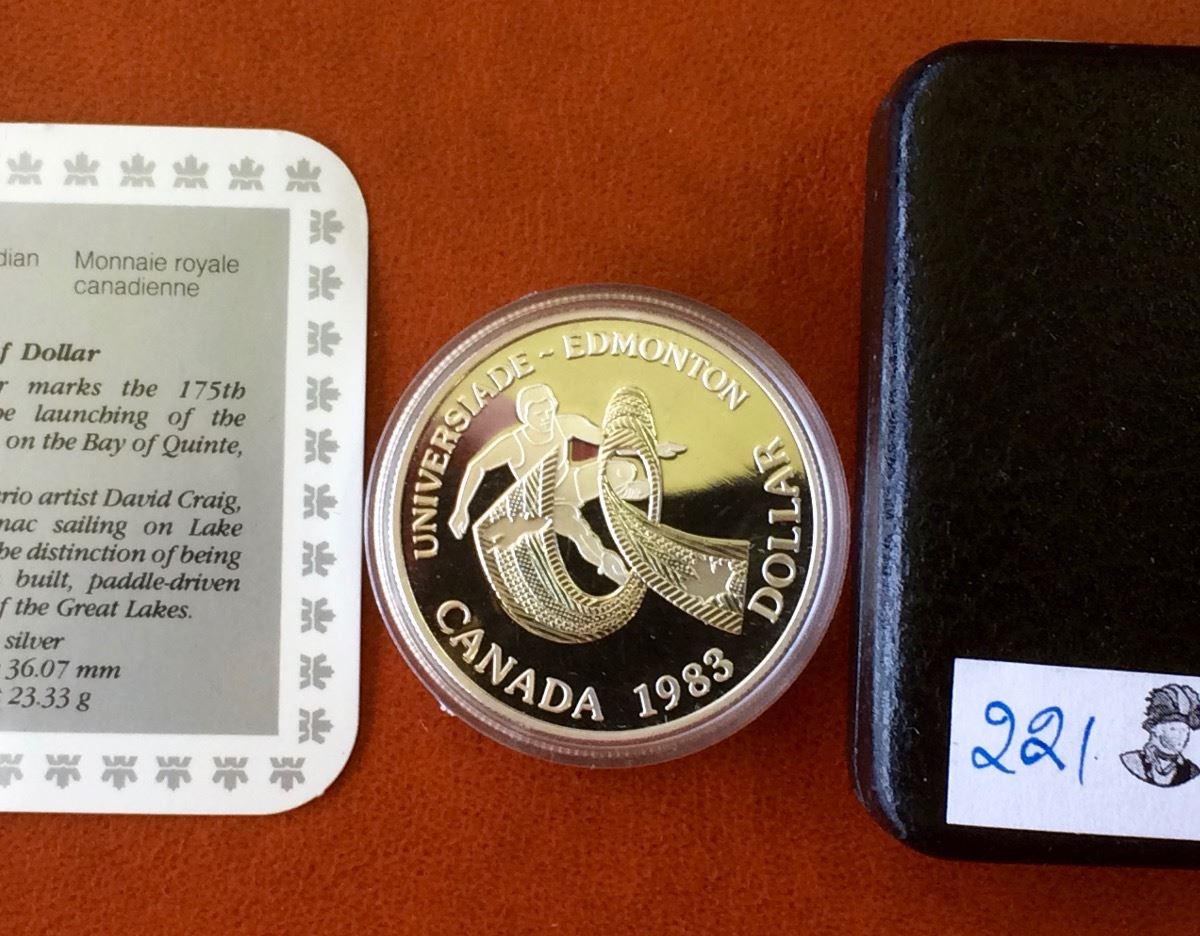 dian Monnaie royale
canadienne
f Dollar
r marks the 175th
be launching of the
on the Bay of Quinte,
rio artist David Craig,
nac sailing on Lake
be distinction of being
built, paddle-driven
f the Great Lakes.
silver
36.07 mm
23.33 g
UNIVERSIADE ~ EDMONTON
DOLLAR
CANADA 1983
221